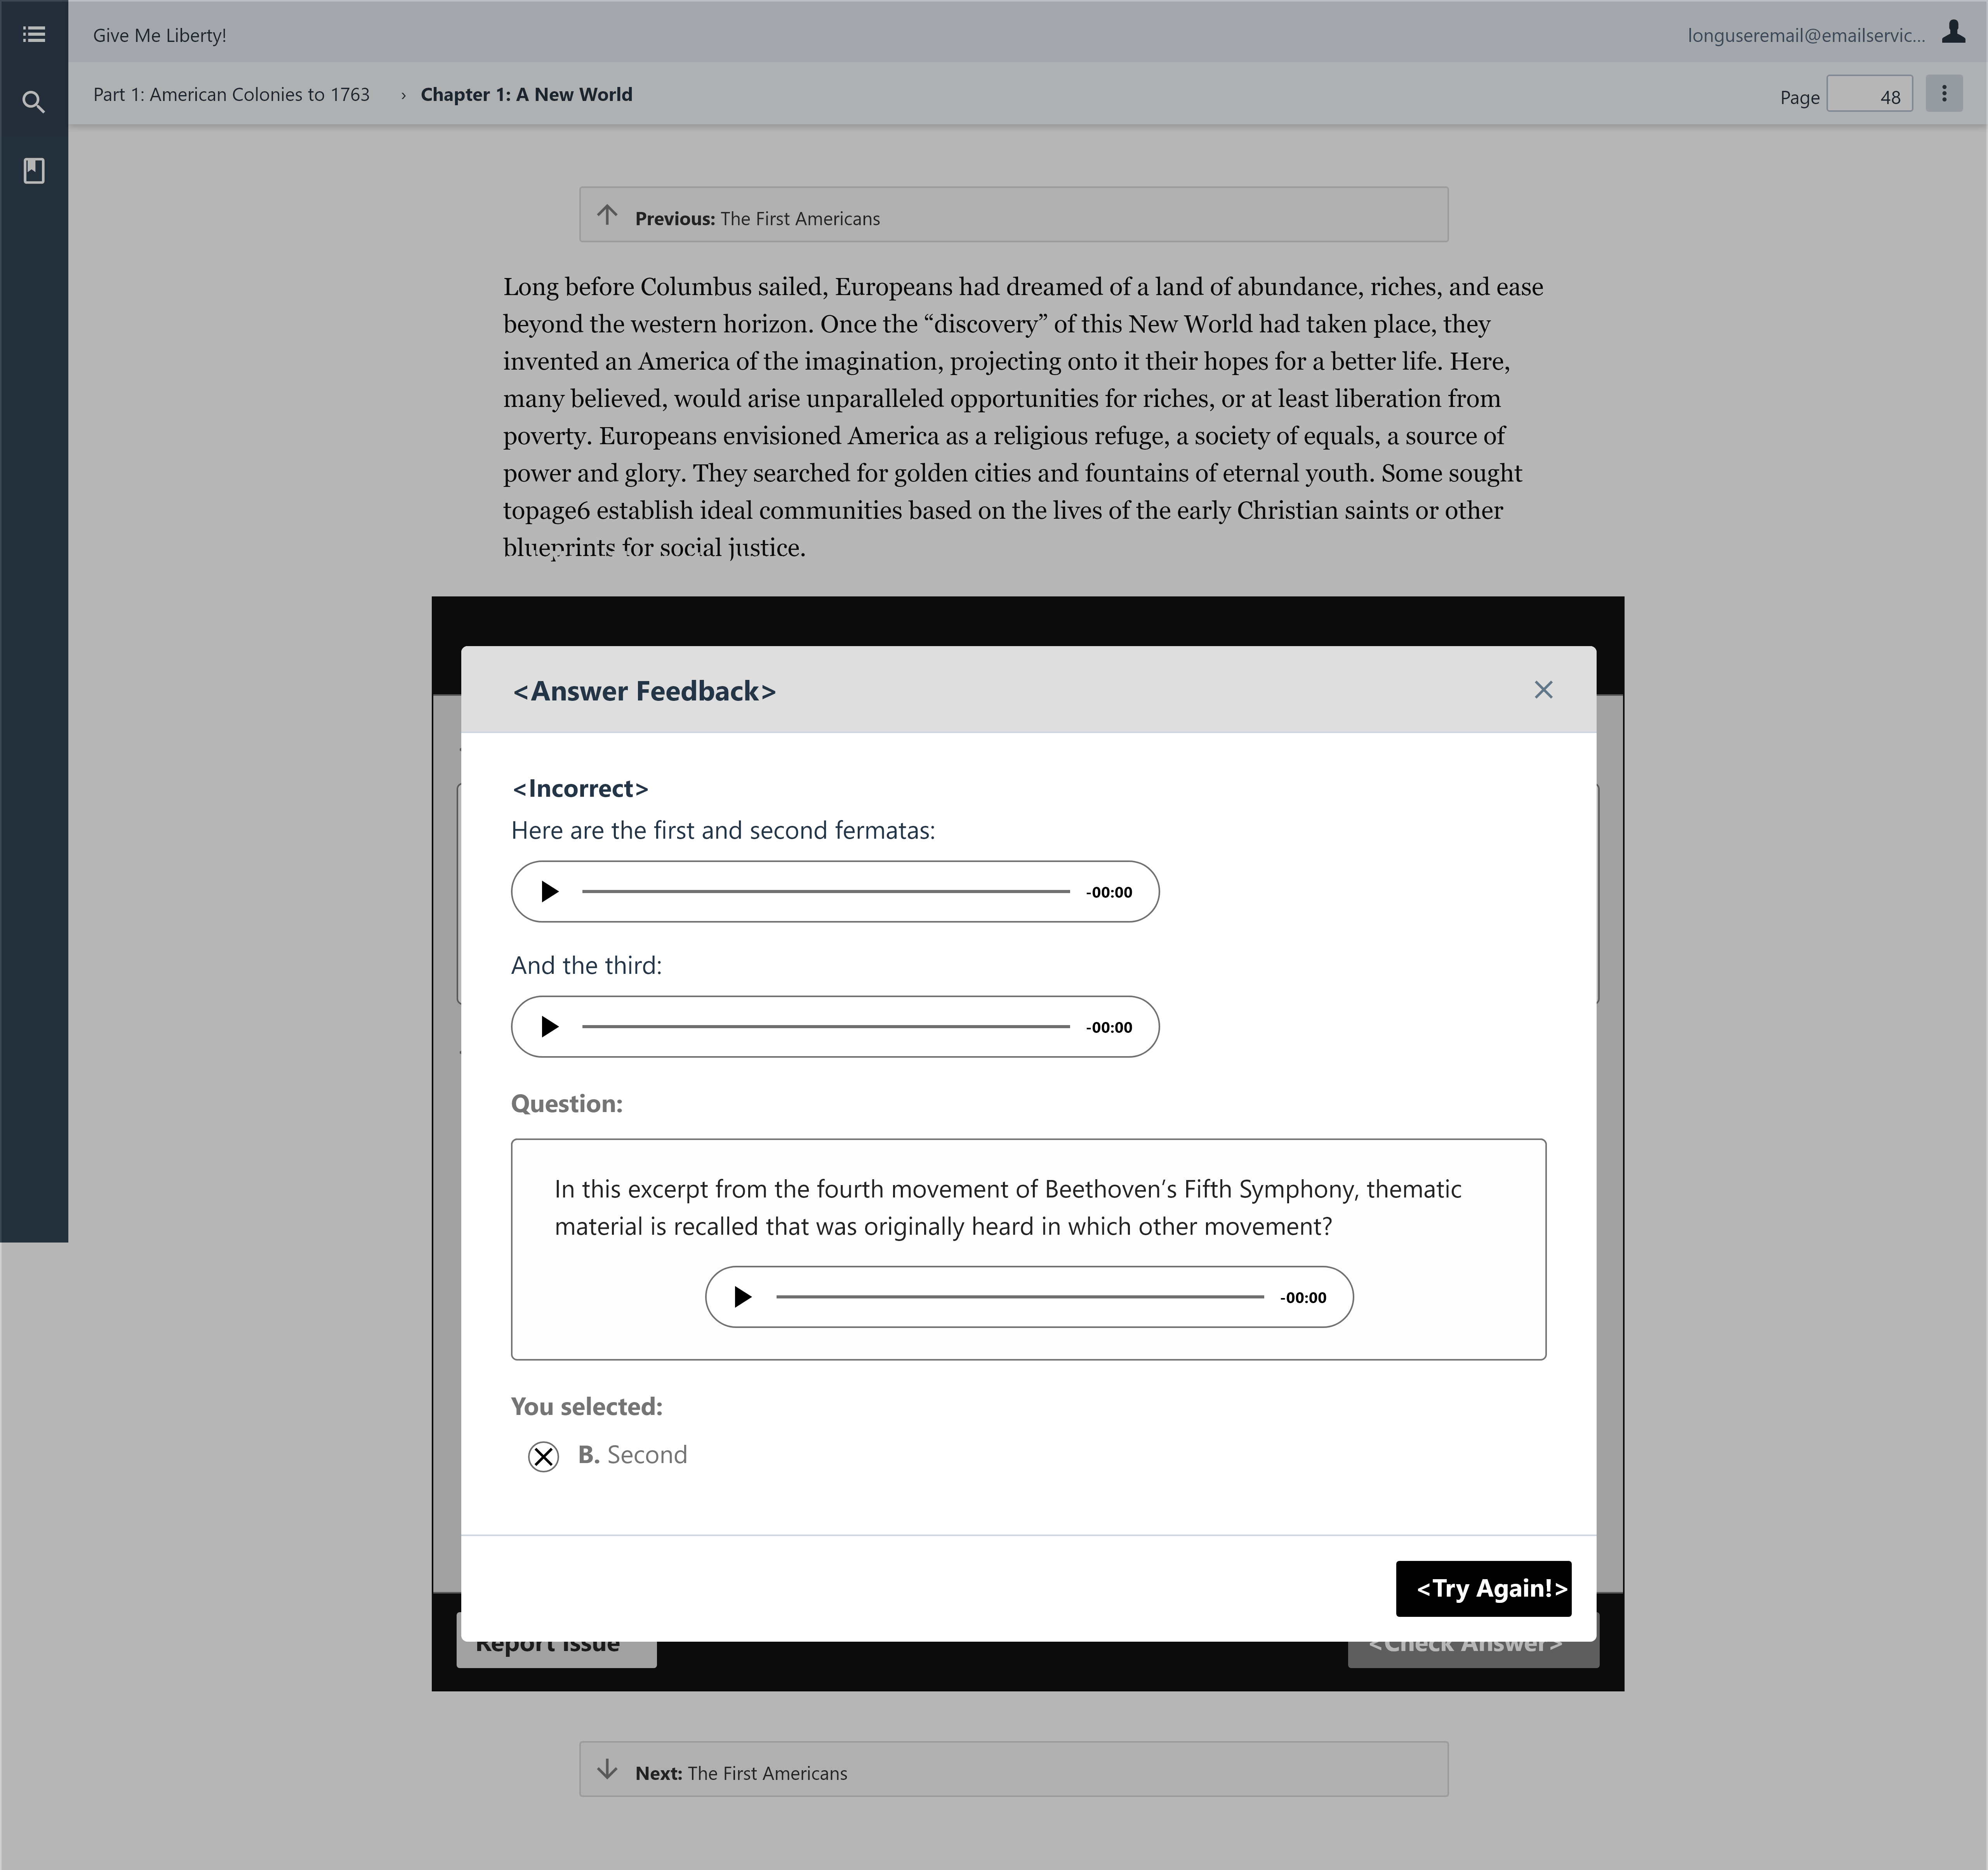 Give Me Liberty!
longuseremail@emailservic...
Part 1: American Colonies to 1763 › Chapter 1: A New World
Page 48
Previous: The First Americans
Long before Columbus sailed, Europeans had dreamed of a land of abundance, riches, and ease
beyond the western horizon. Once the “discovery” of this New World had taken place, they
invented an America of the imagination, projecting onto it their hopes for a better life. Here,
many believed, would arise unparalleled opportunities for riches, or at least liberation from
poverty. Europeans envisioned America as a religious refuge, a society of equals, a source of
power and glory. They searched for golden cities and fountains of eternal youth. Some sought
topage6 establish ideal communities based on the lives of the early Christian saints or other
blueprints for social justice.
<Answer Feedback>
<Incorrect>
Here are the first and second fermatas:
-00:00
And the third:
-00:00
Question:
In this excerpt from the fourth movement of Beethoven’s Fifth Symphony, thematic
material is recalled that was originally heard in which other movement?
-00:00
You selected:
B. Second
<Try Again!>
Report Issue
<Check Answer>
Next: The First Americans